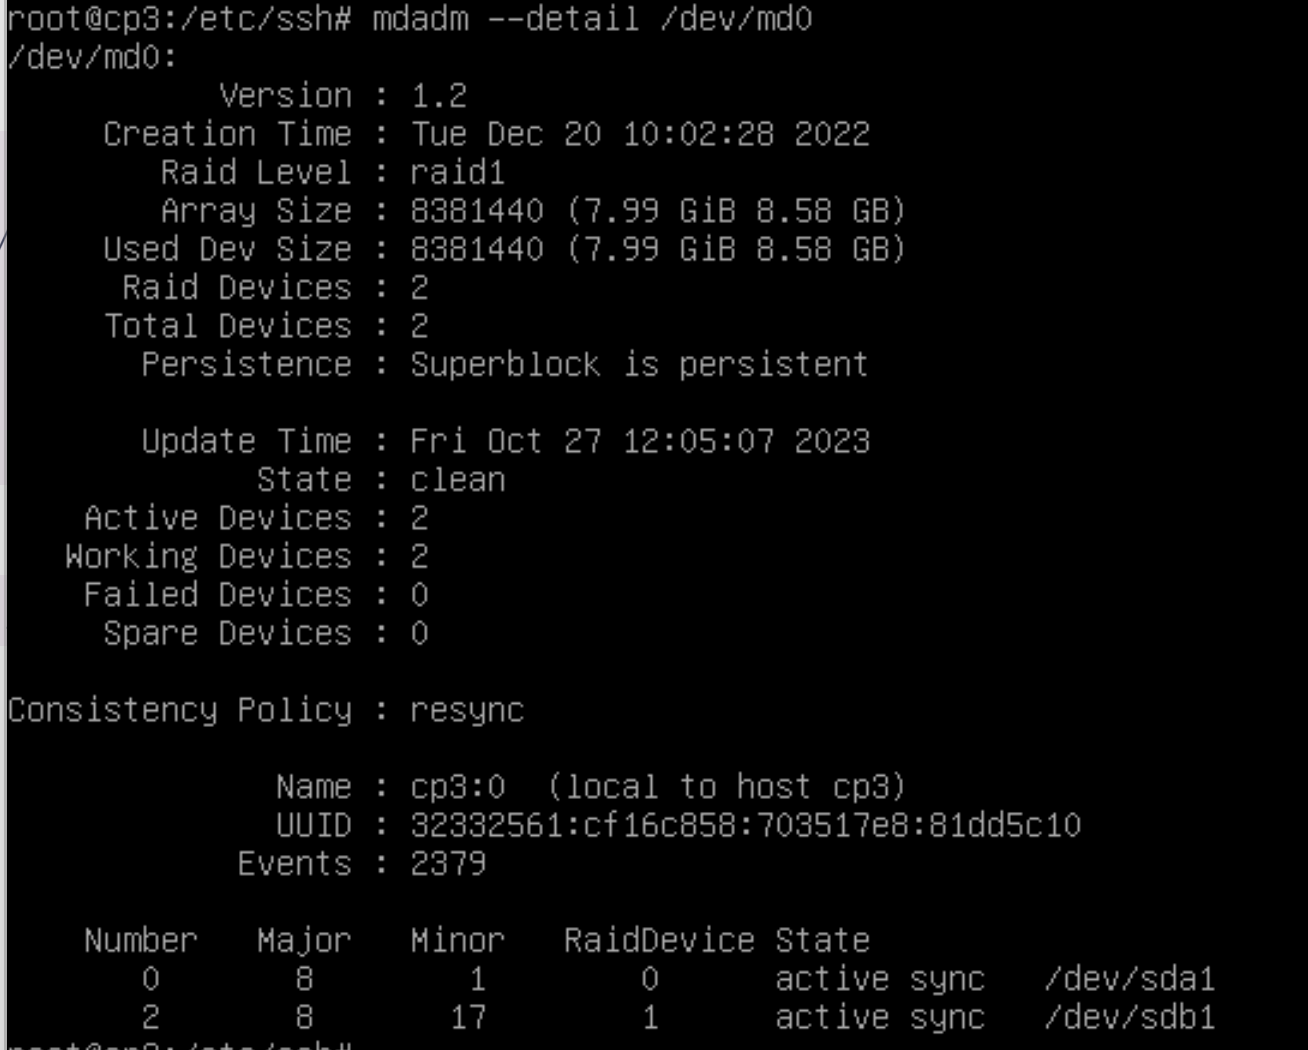 root@cp3:/etc/ssh# mdadm --detail /dev/md0
/dev/md0:
Version : 1.2
Creation Time : Tue Dec 20 10:02:28 2022
Raid Level : raid1
Array Size : 8381440 (7.99 GiB 8.58 GB)
Used Dev Size : 8381440 (7.99 GiB 8.58 GB)
Raid Devices : 2
Total Devices : 2
Persistence : Superblock is persistent
Update Time : Fri Oct 27 12:05:07 2023
State : clean
Active Devices : 2
Working Devices : 2
Failed Devices : 0
Spare Devices : 0
Consistency Policy : resync
Name : cp3:0  (local to host cp3)
UUID : 32332561:cf16c858:703517e8:81dd5c10
Events : 2379
Number   Major   Minor   RaidDevice State
0        8        1        0      active sync   /dev/sda1
2        8       17        1      active sync   /dev/sdb1